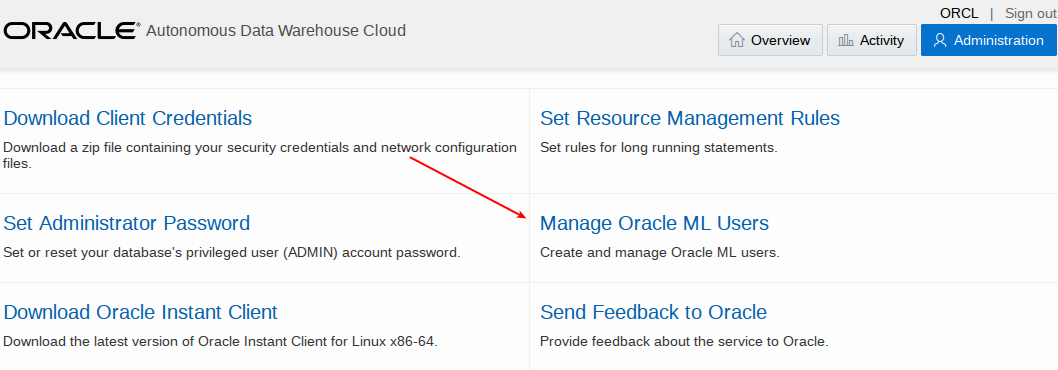 ORACLE® Autonomous Data Warehouse Cloud
ORCL | Sign out
Overview
Activity
Administration
Download Client Credentials
Download a zip file containing your security credentials and network configuration
files.
Set Resource Management Rules
Set rules for long running statements.
Set Administrator Password
Set or reset your database's privileged user (ADMIN) account password.
Manage Oracle ML Users
Create and manage Oracle ML users.
Download Oracle Instant Client
Download the latest version of Oracle Instant Client for Linux x86-64.
Send Feedback to Oracle
Provide feedback about the service to Oracle.